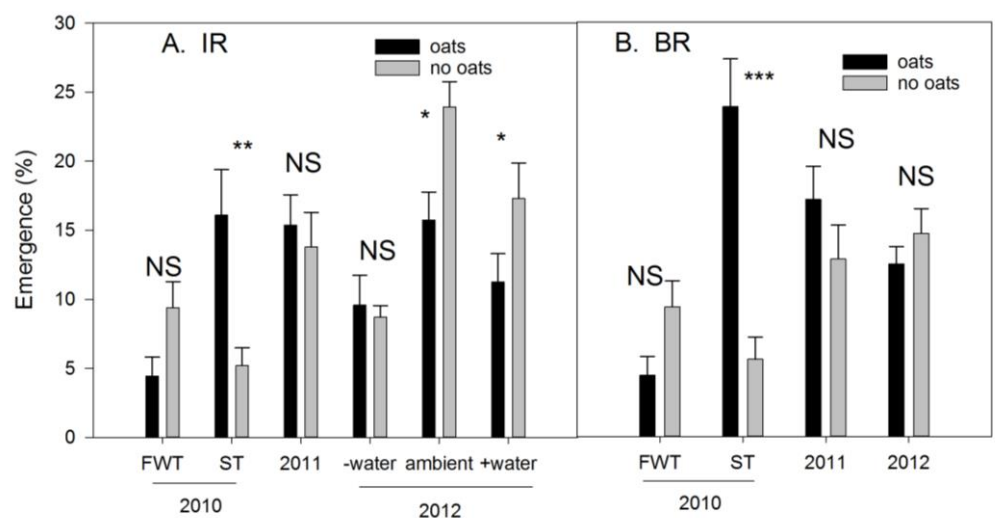 30
25
20
15
10
5
0
Emergence (%)
A. IR
oats
no oats
NS
**
NS
NS
*
*
FWT ST 2011 -water ambient +water
2010
2012
B. BR
oats
no oats
NS
***
NS
NS
FWT ST 2011 2012
2010